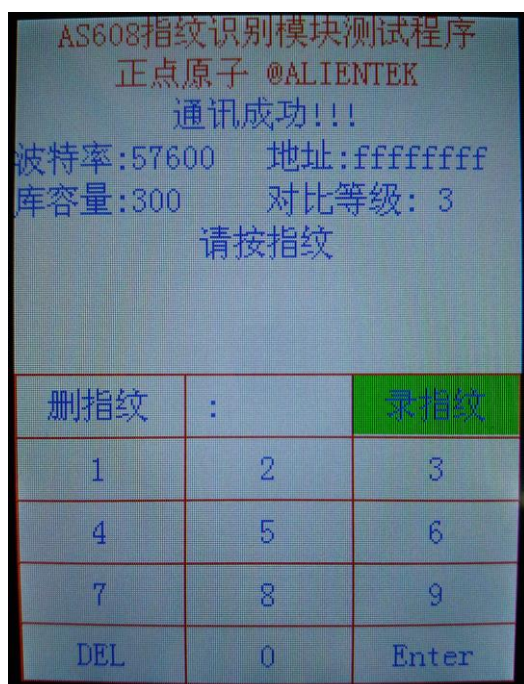 AS608指纹识别模块测试程序
正点原子 @ALIENTEK
通讯成功!!!
波特率:57600 地址:ffffffff
库容量:300 对比等级: 3
请按指纹
删指纹 : 录指纹
1 2 3
4 5 6
7 8 9
DEL 0 Enter